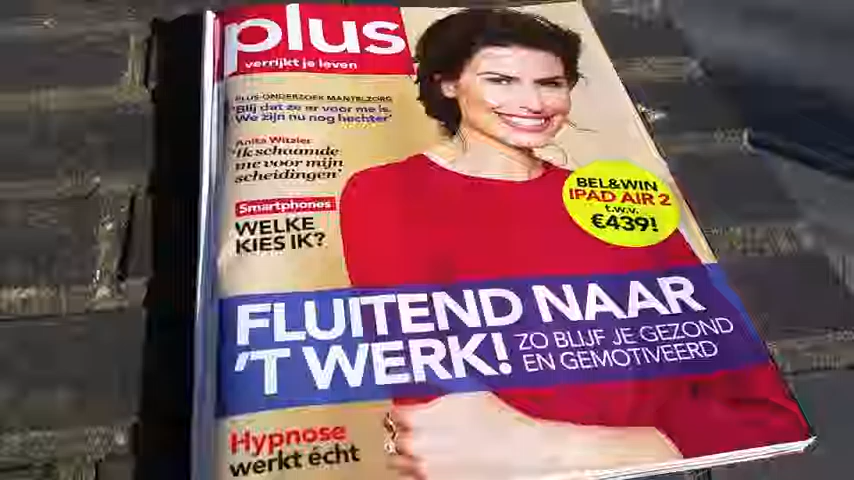 plus
verrijkt je leven
PLUS-ONDERZOEK MANTELZORG
'Blij dat ze er voor me is.
We zijn nu nog hechter'
Anita Witzier
'Ik schaamde
me voor mijn
scheidingen'
Smartphones
WELKE
KIES IK?
BEL&WIN
IPAD AIR 2
t.w.v.
€439!
FLUITEND NAAR
'T WERK!
ZO BLIJF JE GEZOND
EN GEMOTIVEERD
Hypnose
werkt écht